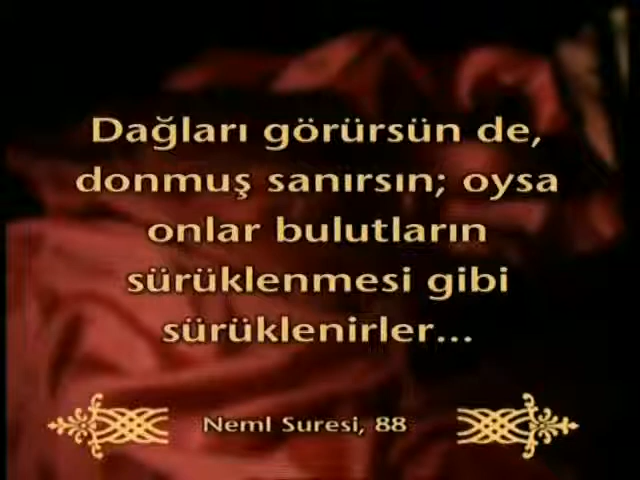 Dağları görürsün de,
donmuş sanırsın; oysa
onlar bulutların
sürüklenmesi gibi
sürüklenirler...
Neml Suresi, 88